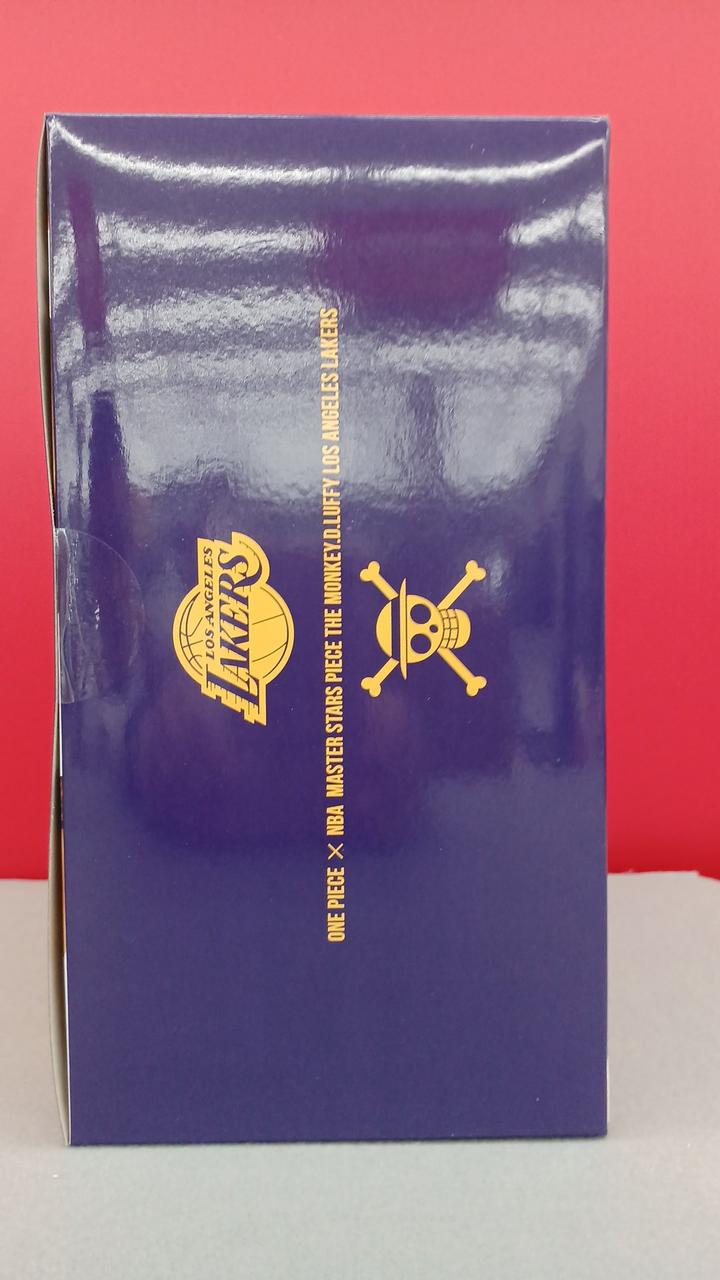 LOS ANGELES
LAKERS
ONE PIECE × NBA MASTER STARS PIECE THE MONKEY.D.LUFFY LOS ANGELES LAKERS